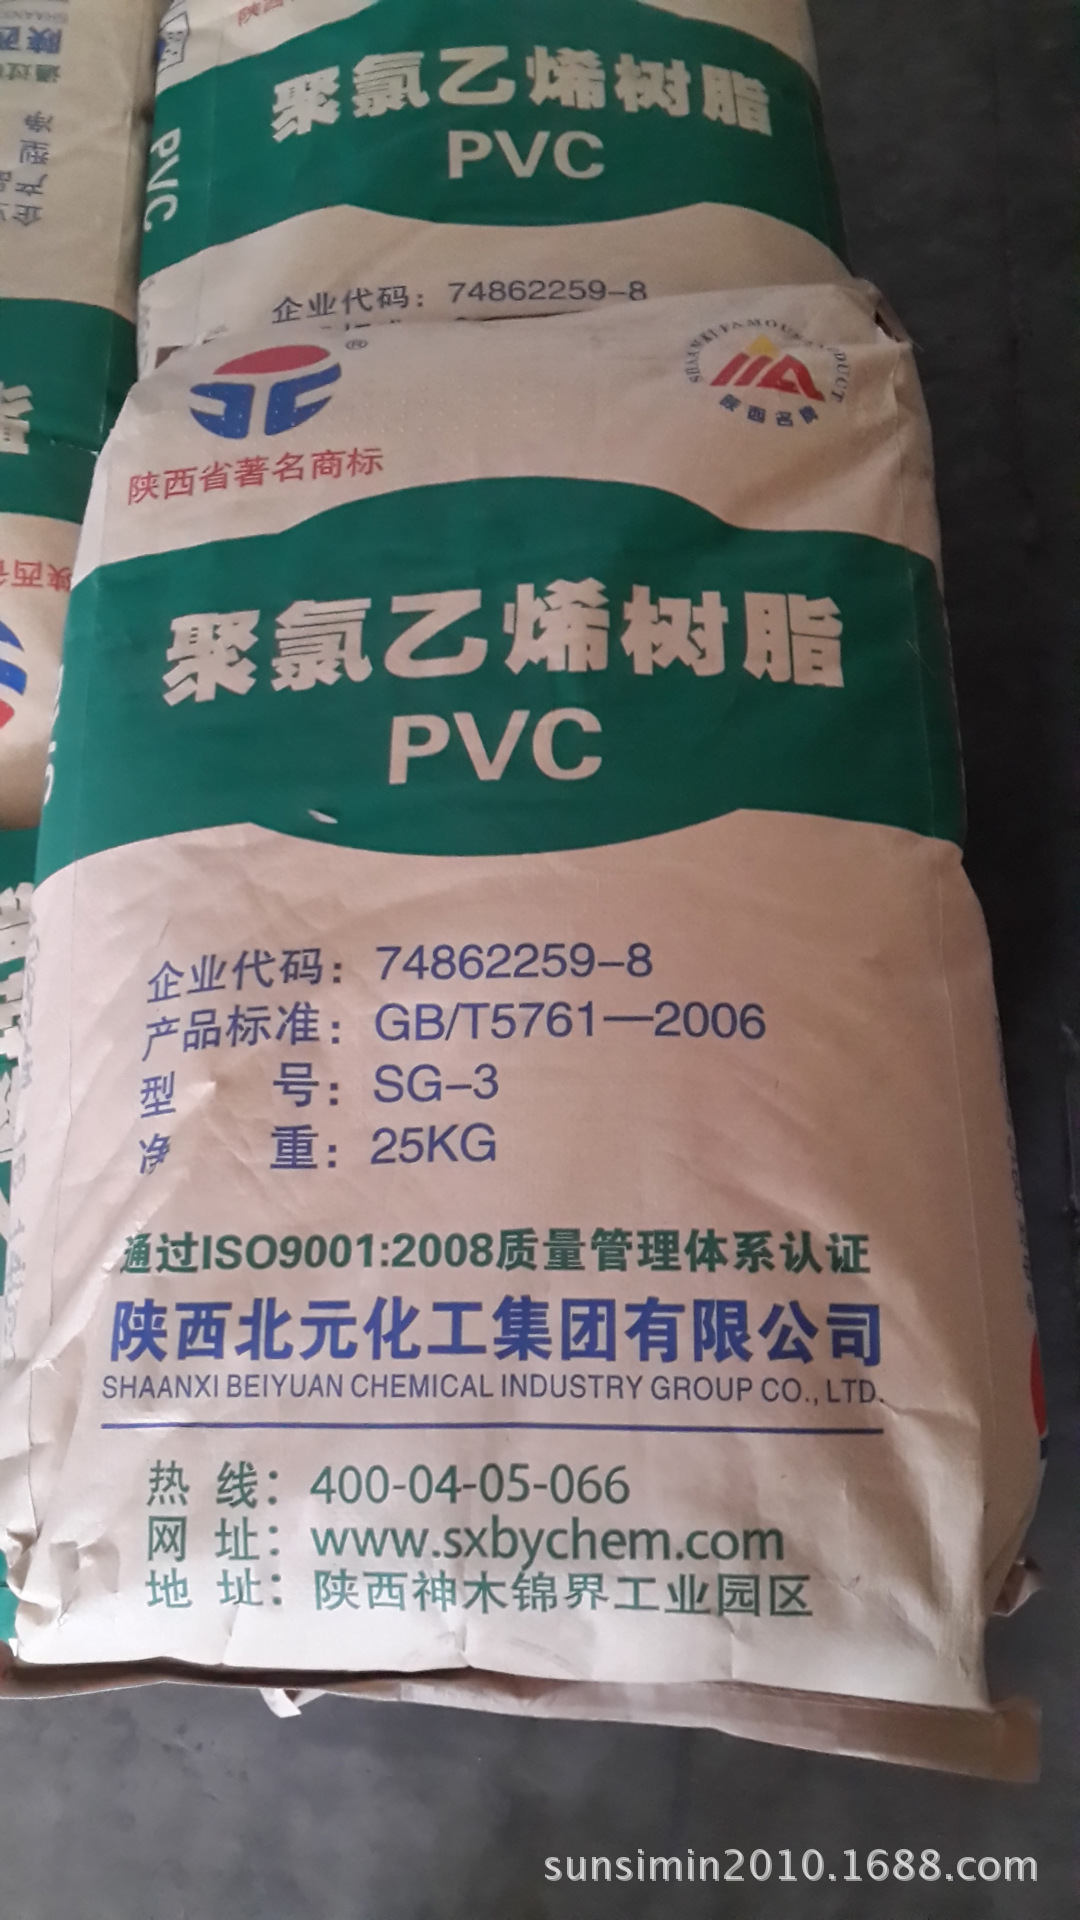 聚氯乙烯树脂
PVC
PVC
企业代码：74862259-8
®
SHAANXI FAMOUS PRODUCT
陕西名牌
陕西省著名商标
聚氯乙烯树脂
PVC
企业代码：74862259-8
产品标准：GB/T5761—2006
型 号：SG-3
净 重：25KG
通过ISO9001:2008质量管理体系认证
陕西北元化工集团有限公司
SHAANXI BEIYUAN CHEMICAL INDUSTRY GROUP CO., LTD.
热 线：400-04-05-066
网 址：www.sxbychem.com
地 址：陕西神木锦界工业园区
sunsimin2010.1688.com